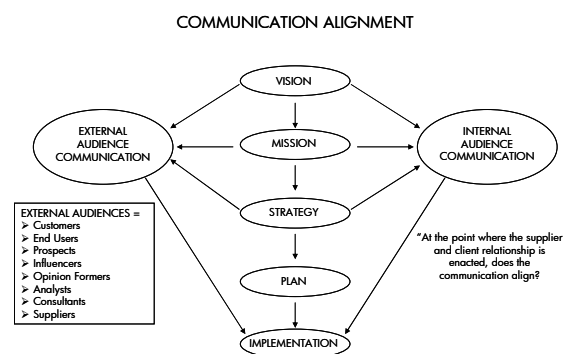 COMMUNICATION ALIGNMENT
VISION
EXTERNAL
AUDIENCE
COMMUNICATION
MISSION
INTERNAL
AUDIENCE
COMMUNICATION
STRATEGY
EXTERNAL AUDIENCES =
➢ Customers
➢ End Users
➢ Prospects
➢ Influencers
➢ Opinion Formers
➢ Analysts
➢ Consultants
➢ Suppliers
"At the point where the supplier
and client relationship is
enacted, does the
communication align?
PLAN
IMPLEMENTATION